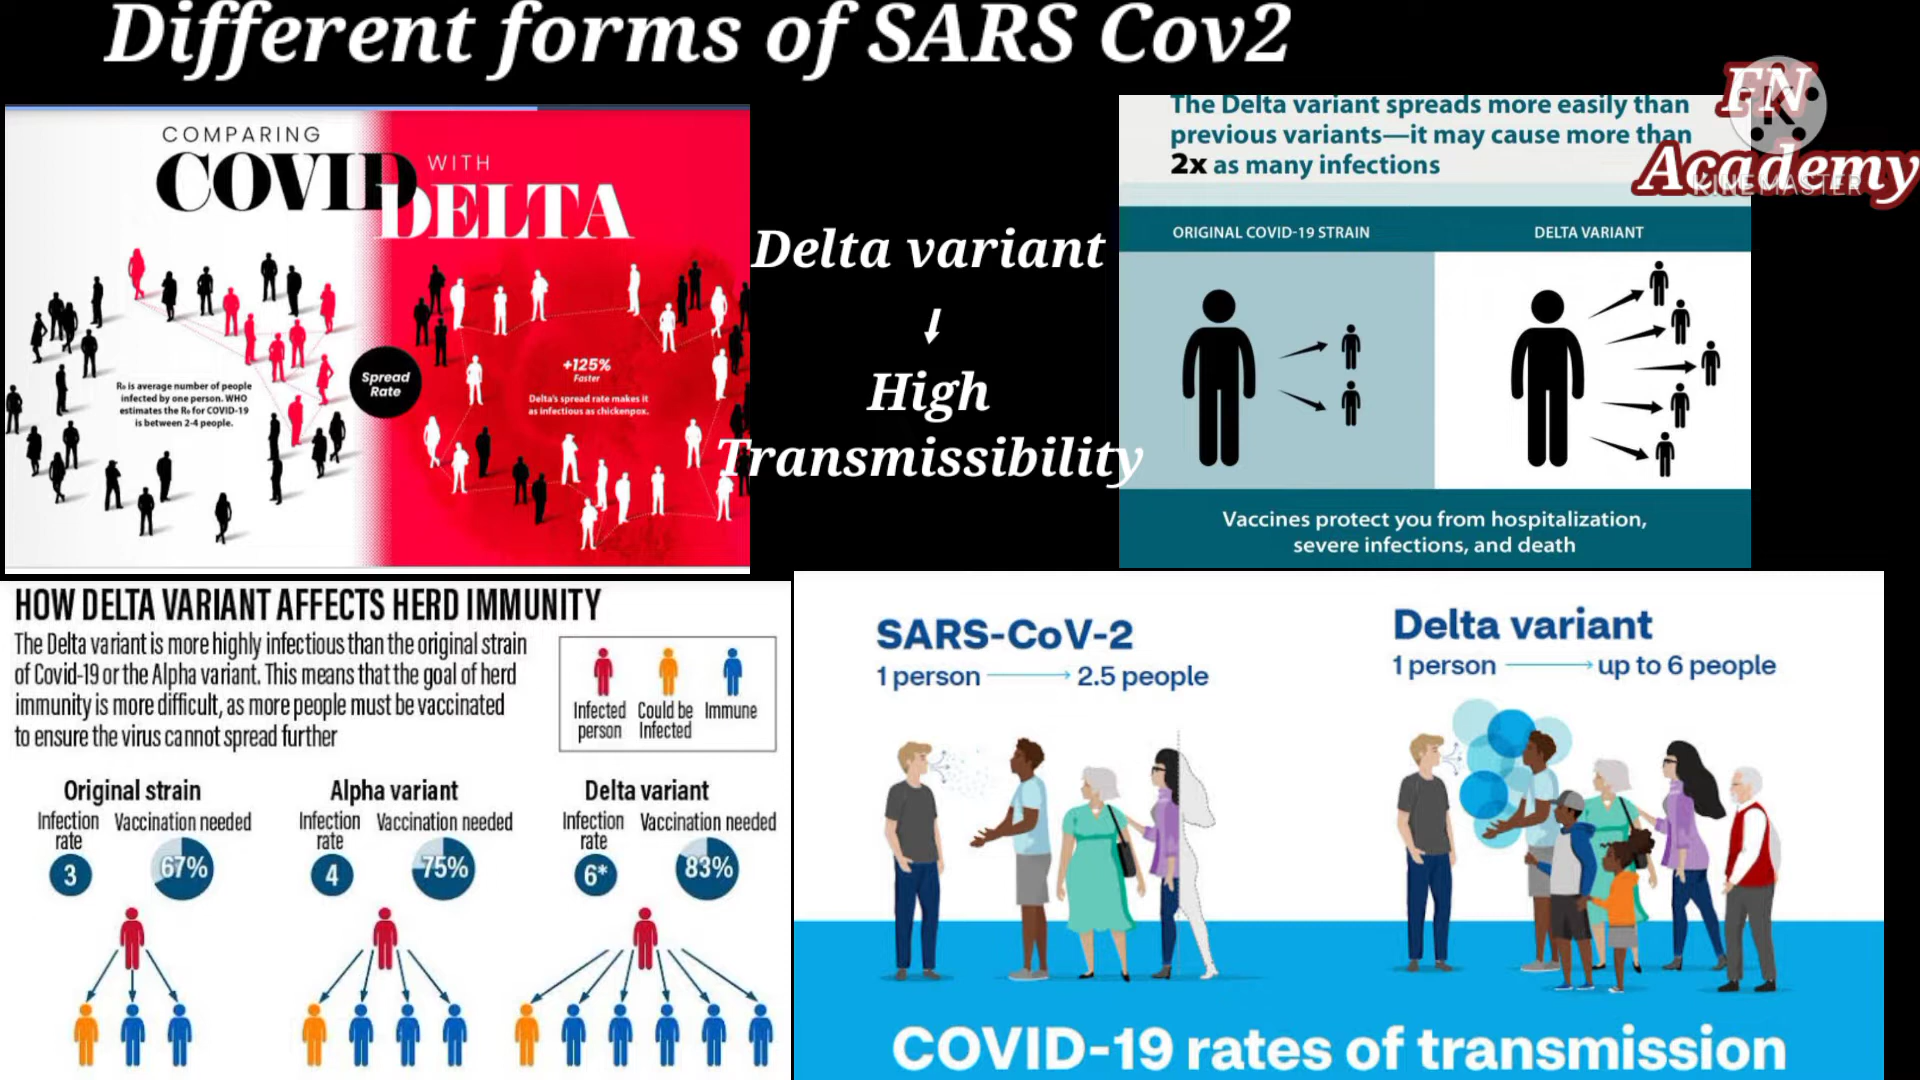 Different forms of SARS Cov2
FN
Academy
KINEMASTER
COMPARING
COVID
WITH
DELTA
R₀ is average number of people
infected by one person. WHO
estimates the R₀ for COVID-19
is between 2-4 people.
Spread
Rate
+125%
Faster
Delta's spread rate makes it
as infectious as chickenpox.
Delta variant
↓
High
Transmissibility
The Delta variant spreads more easily than
previous variants—it may cause more than
2x as many infections
ORIGINAL COVID-19 STRAIN
DELTA VARIANT
Vaccines protect you from hospitalization,
severe infections, and death
HOW DELTA VARIANT AFFECTS HERD IMMUNITY
The Delta variant is more highly infectious than the original strain
of Covid-19 or the Alpha variant. This means that the goal of herd
immunity is more difficult, as more people must be vaccinated
to ensure the virus cannot spread further
Infected
person
Could be
Infected
Immune
Original strain
Infection
rate
Vaccination needed
3
67%
Alpha variant
Infection
rate
Vaccination needed
4
75%
Delta variant
Infection
rate
Vaccination needed
6*
83%
SARS-CoV-2
1 person → 2.5 people
Delta variant
1 person → up to 6 people
COVID-19 rates of transmission